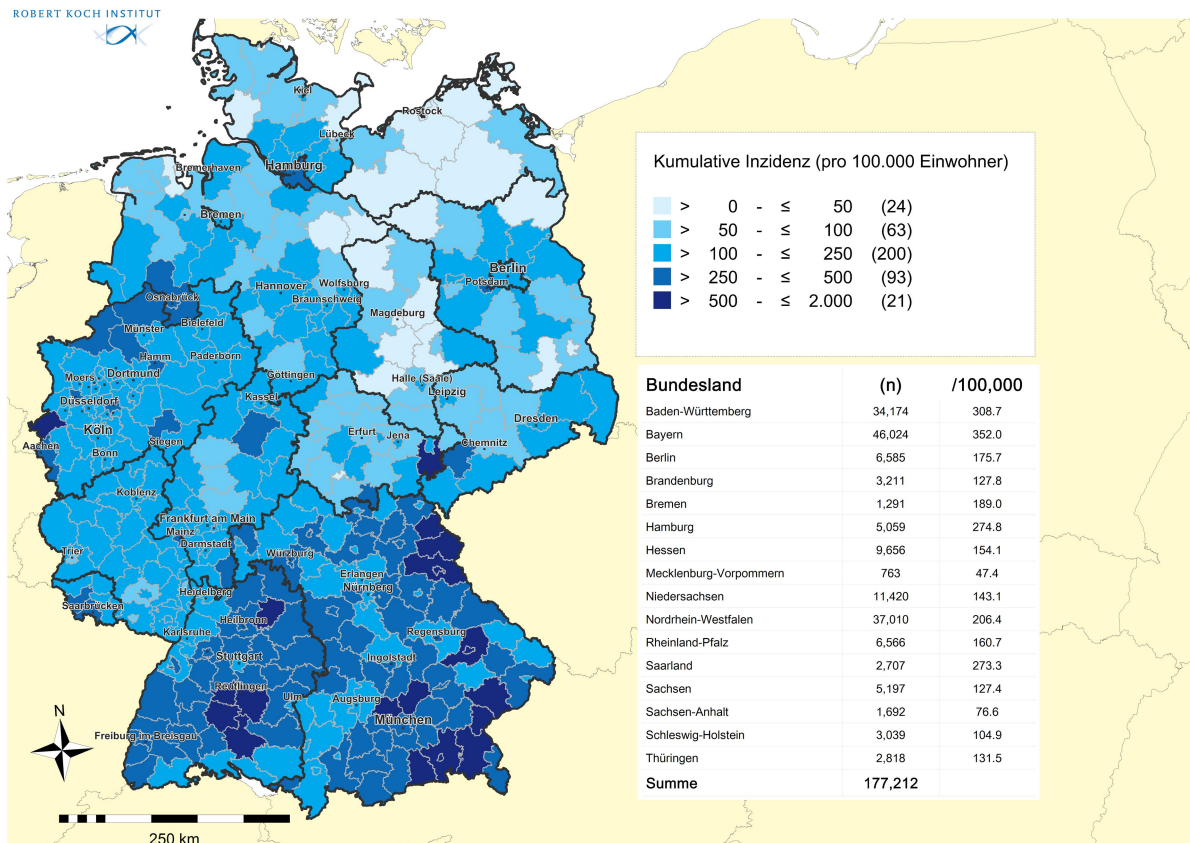 ROBERT KOCH INSTITUT
Kiel
Rostock
Lübeck
Hamburg
Bremerhaven
Bremen
Berlin
Potsdam
Hannover
Wolfsburg
Braunschweig
Osnabrück
Magdeburg
Münster
Bielefeld
Hamm
Paderborn
Moers
Dortmund
Göttingen
Halle (Saale)
Leipzig
Düsseldorf
Kassel
Dresden
Köln
Erfurt
Jena
Chemnitz
Aachen
Siegen
Bonn
Koblenz
Frankfurt am Main
Mainz
Darmstadt
Trier
Würzburg
Erlangen
Nürnberg
Heidelberg
Saarbrücken
Heilbronn
Karlsruhe
Regensburg
Stuttgart
Ingolstadt
Reutlingen
Ulm
Augsburg
München
Freiburg im Breisgau
N
250 km
Kumulative Inzidenz (pro 100.000 Einwohner)
> 0 - ≤ 50 (24)
> 50 - ≤ 100 (63)
> 100 - ≤ 250 (200)
> 250 - ≤ 500 (93)
> 500 - ≤ 2.000 (21)
Bundesland (n) /100,000
Baden-Württemberg 34,174 308.7
Bayern 46,024 352.0
Berlin 6,585 175.7
Brandenburg 3,211 127.8
Bremen 1,291 189.0
Hamburg 5,059 274.8
Hessen 9,656 154.1
Mecklenburg-Vorpommern 763 47.4
Niedersachsen 11,420 143.1
Nordrhein-Westfalen 37,010 206.4
Rheinland-Pfalz 6,566 160.7
Saarland 2,707 273.3
Sachsen 5,197 127.4
Sachsen-Anhalt 1,692 76.6
Schleswig-Holstein 3,039 104.9
Thüringen 2,818 131.5
Summe 177,212